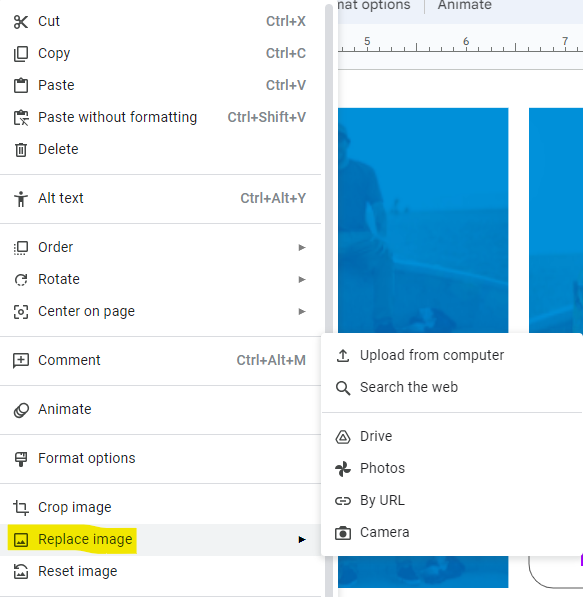 Cut Ctrl+X
Copy Ctrl+C
Paste Ctrl+V
Paste without formatting Ctrl+Shift+V
Delete
Alt text Ctrl+Alt+Y
Order
Rotate
Center on page
Comment Ctrl+Alt+M
Animate
Format options
Crop image
Replace image
Reset image
options Animate
5 6 7
Upload from computer
Search the web
Drive
Photos
By URL
Camera